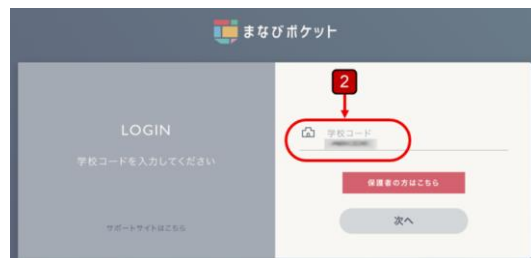 まなびポケット
2
LOGIN
学校コードを入力してください
サポートサイトはこちら
学校コード
保護者の方はこちら
次へ